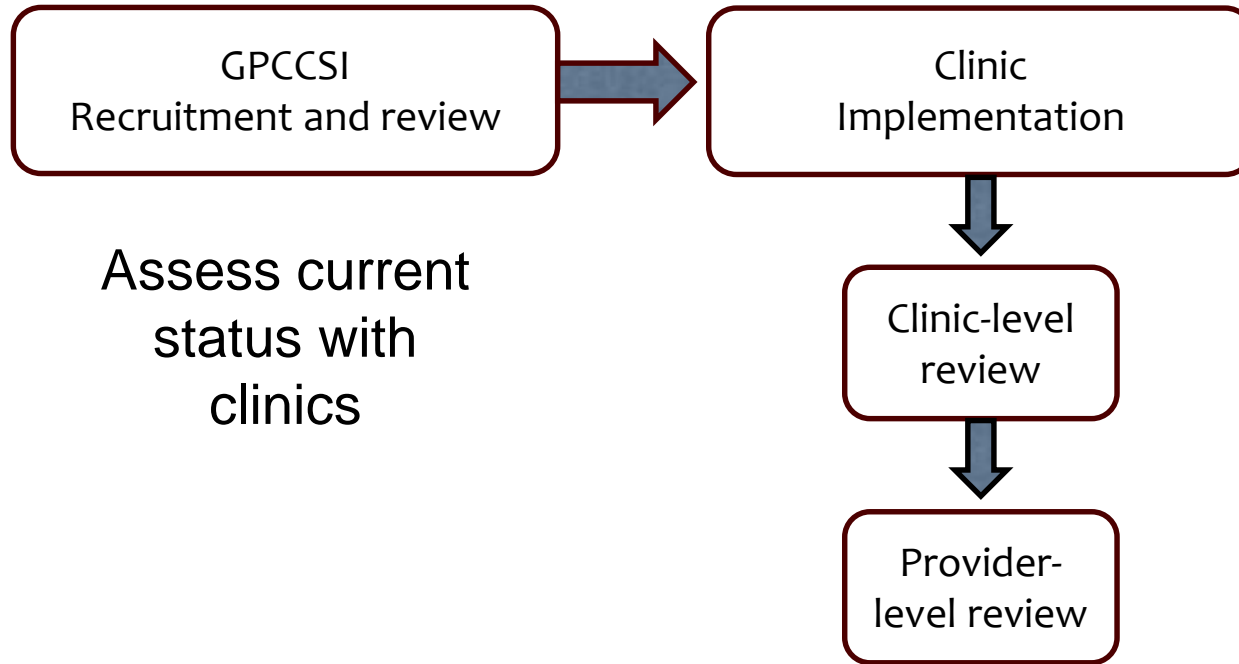 GPCCSI
Recruitment and review
Clinic
Implementation
Assess current
status with
clinics
Clinic-level
review
Provider-
level review